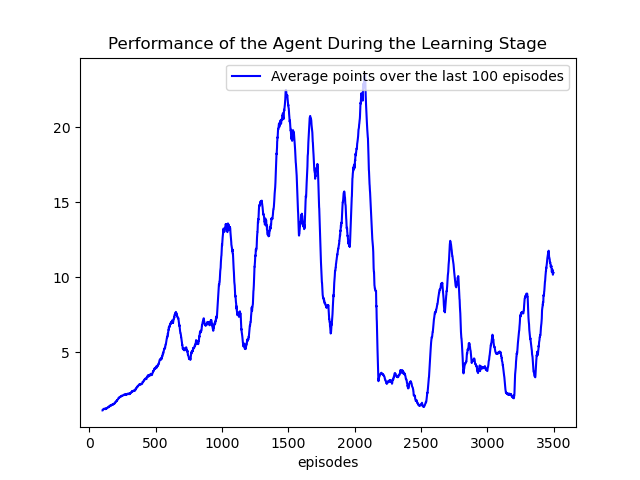 Performance of the Agent During the Learning Stage
Average points over the last 100 episodes
20
15
10
5
0 500 1000 1500 2000 2500 3000 3500
episodes